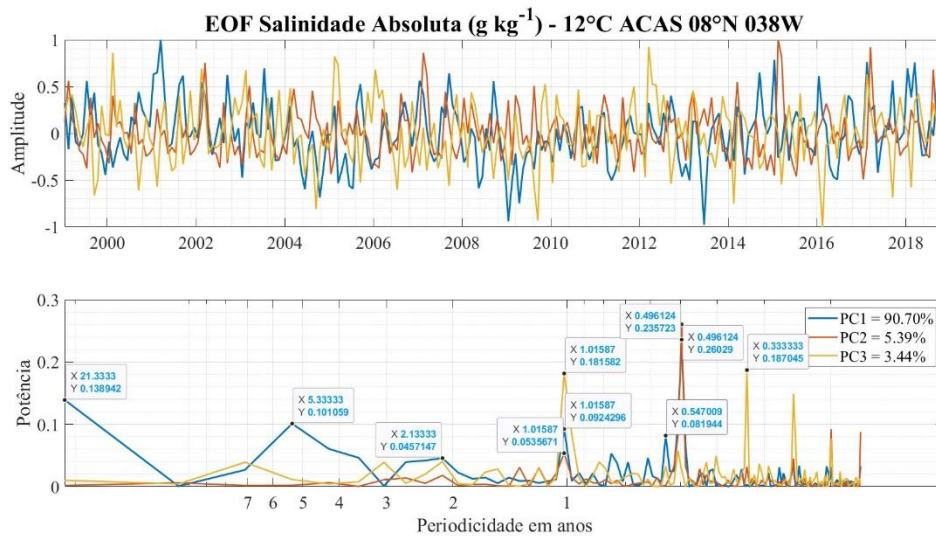 EOF Salinidade Absoluta (g kg-1) - 12°C ACAS 08°N 038W
1
0.5
0
-0.5
-1
Amplitude
2000 2002 2004 2006 2008 2010 2012 2014 2016 2018
0.3
0.2
0.1
0
Potência
X 21.3333
Y 0.138942
X 5.33333
Y 0.101059
X 2.13333
Y 0.0457147
X 1.01587
Y 0.181582
X 1.01587
Y 0.0924296
X 1.01587
Y 0.0535671
X 0.496124
Y 0.235723
X 0.496124
Y 0.26029
X 0.547009
Y 0.081944
X 0.333333
Y 0.187045
PC1 = 90.70%
PC2 = 5.39%
PC3 = 3.44%
7 6 5 4 3 2 1
Periodicidade em anos